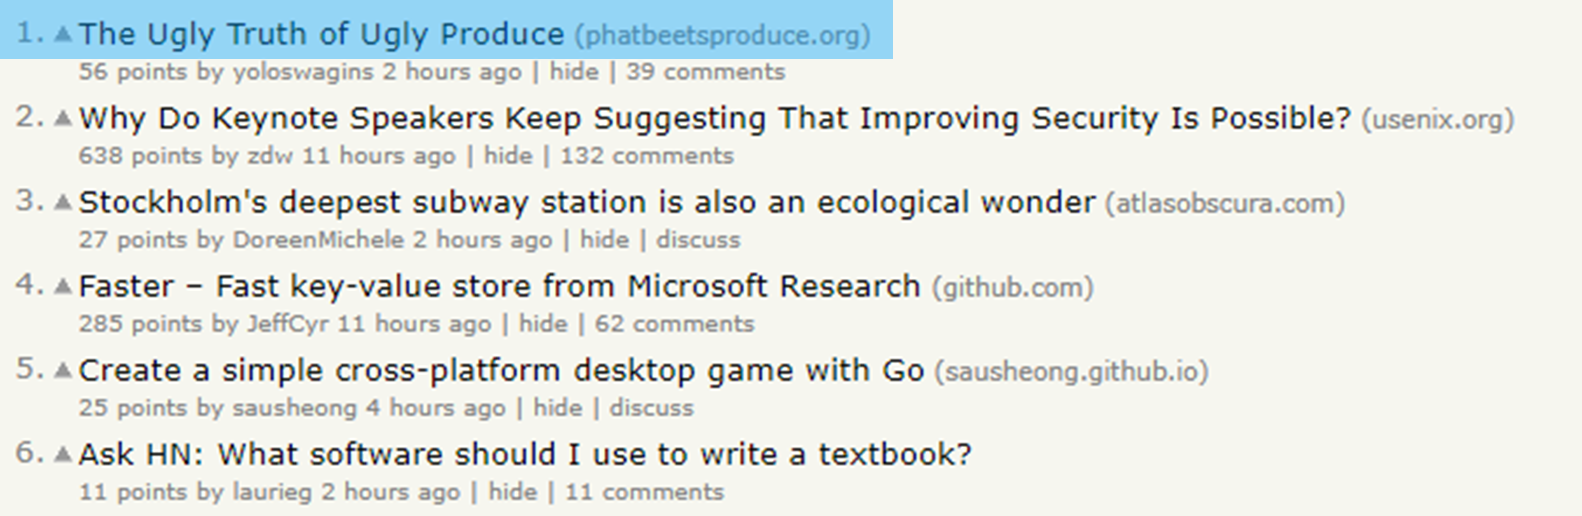 1. ▲ The Ugly Truth of Ugly Produce (phatbeetsproduce.org)
56 points by yoloswagins 2 hours ago | hide | 39 comments
2. ▲ Why Do Keynote Speakers Keep Suggesting That Improving Security Is Possible? (usenix.org)
638 points by zdw 11 hours ago | hide | 132 comments
3. ▲ Stockholm's deepest subway station is also an ecological wonder (atlasobscura.com)
27 points by DoreenMichele 2 hours ago | hide | discuss
4. ▲ Faster – Fast key-value store from Microsoft Research (github.com)
285 points by JeffCyr 11 hours ago | hide | 62 comments
5. ▲ Create a simple cross-platform desktop game with Go (sausheong.github.io)
25 points by sausheong 4 hours ago | hide | discuss
6. ▲ Ask HN: What software should I use to write a textbook?
11 points by laurieg 2 hours ago | hide | 11 comments